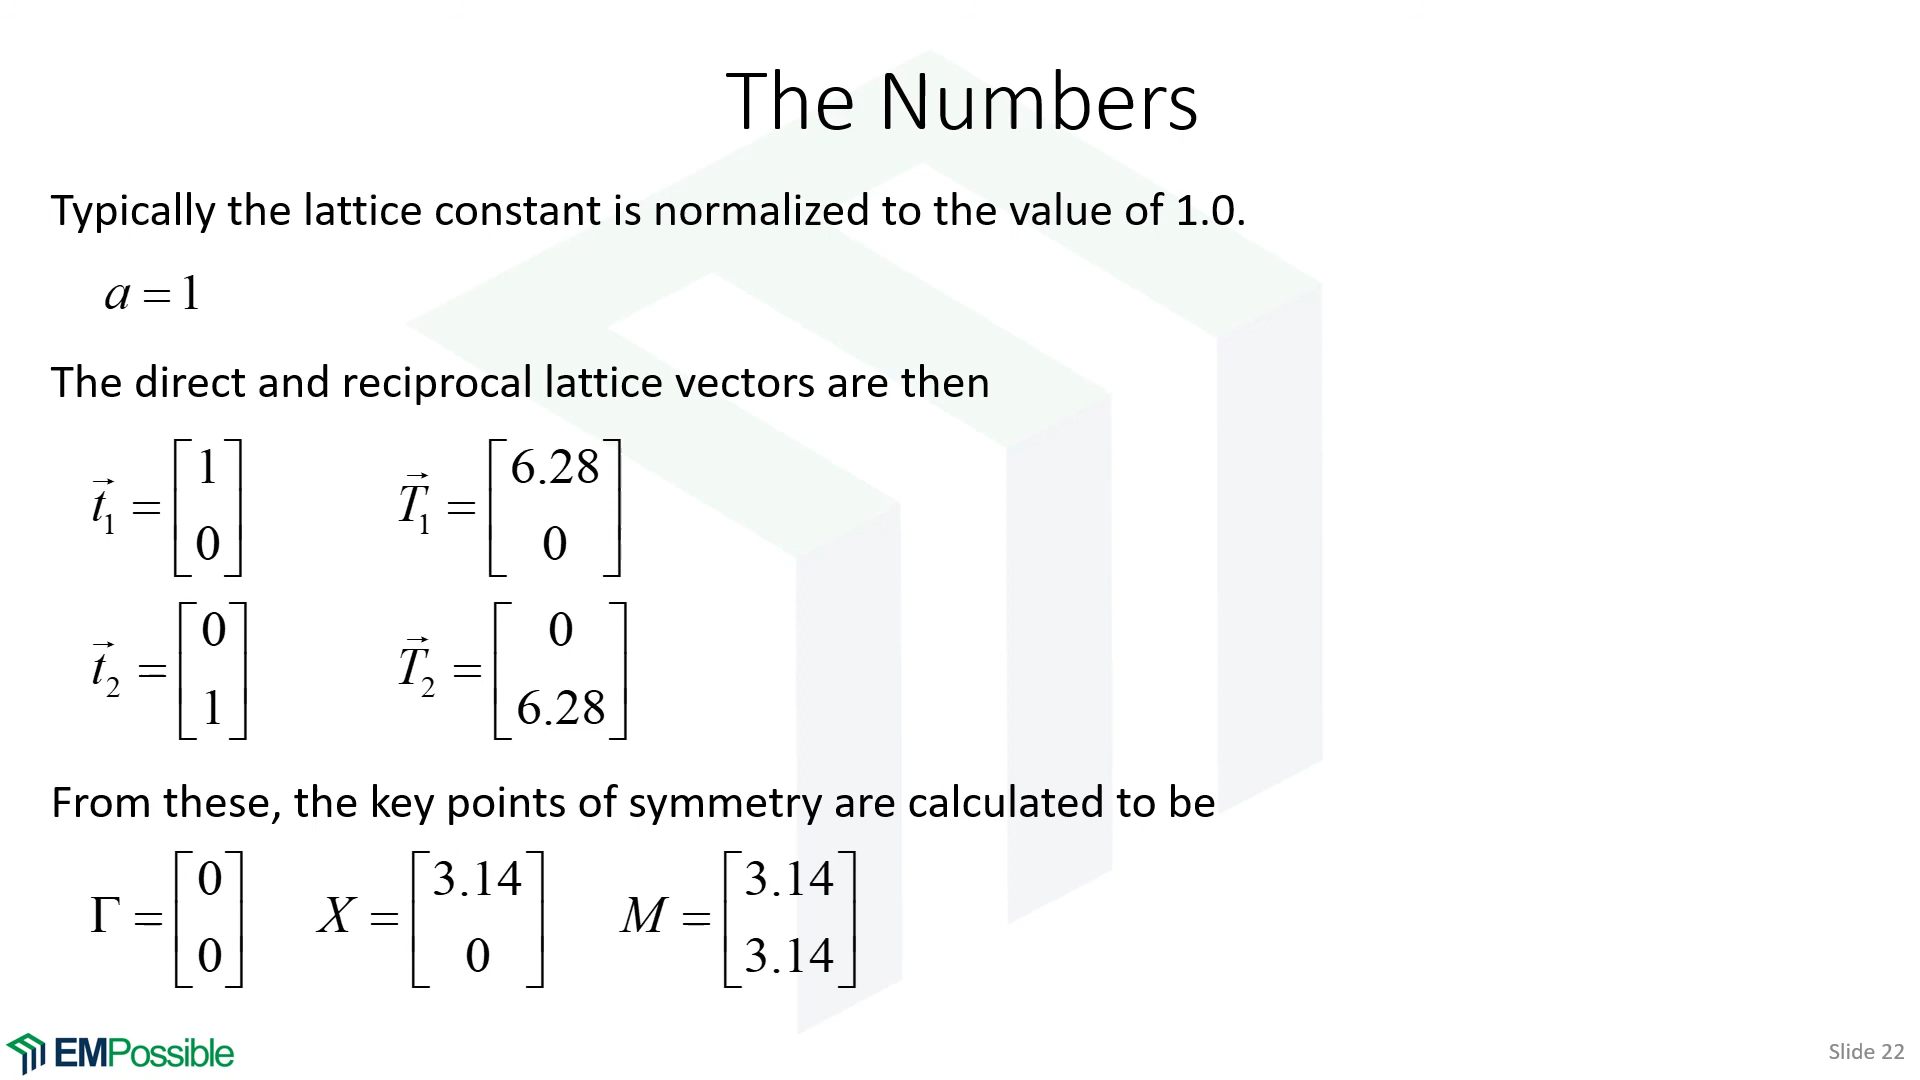 The Numbers
Typically the lattice constant is normalized to the value of 1.0.
a = 1
The direct and reciprocal lattice vectors are then
t⃗₁ = [1 0] T⃗₁ = [6.28 0]
t⃗₂ = [0 1] T⃗₂ = [0 6.28]
From these, the key points of symmetry are calculated to be
Γ = [0 0] X = [3.14 0] M = [3.14 3.14]
EMPossible
Slide 22